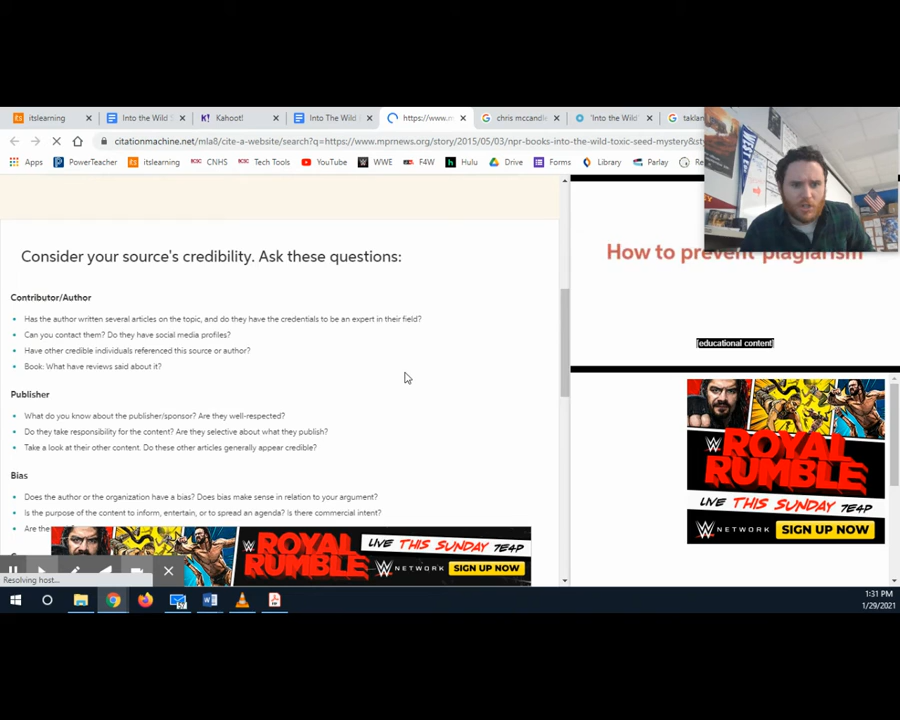 itslearning
Into the Wild
Kahoot!
Into The Wild
https://www.m
chris mccandle
'Into the Wild'
taklan
citationmachine.net/mla8/cite-a-website/search?q=https://www.mprnews.org/story/2015/05/03/npr-books-into-the-wild-toxic-seed-mystery&sty
Apps
PowerTeacher
itslearning
CNHS
Tech Tools
YouTube
WWE
F4W
Hulu
Drive
Forms
Library
Parlay
Consider your source's credibility. Ask these questions:
Contributor/Author
Has the author written several articles on the topic, and do they have the credentials to be an expert in their field?
Can you contact them? Do they have social media profiles?
Have other credible individuals referenced this source or author?
Book: What have reviews said about it?
Publisher
What do you know about the publisher/sponsor? Are they well-respected?
Do they take responsibility for the content? Are they selective about what they publish?
Take a look at their other content. Do these other articles generally appear credible?
Bias
Does the author or the organization have a bias? Does bias make sense in relation to your argument?
Is the purpose of the content to inform, entertain, or to spread an agenda? Is there commercial intent?
Are the
ROYAL RUMBLE
LIVE THIS SUNDAY 7E4P
NETWORK
SIGN UP NOW
Resolving host...
How to prevent plagiarism
[educational content]
ROYAL
RUMBLE
LIVE THIS SUNDAY 7E4P
NETWORK SIGN UP NOW
1:31 PM
1/29/2021